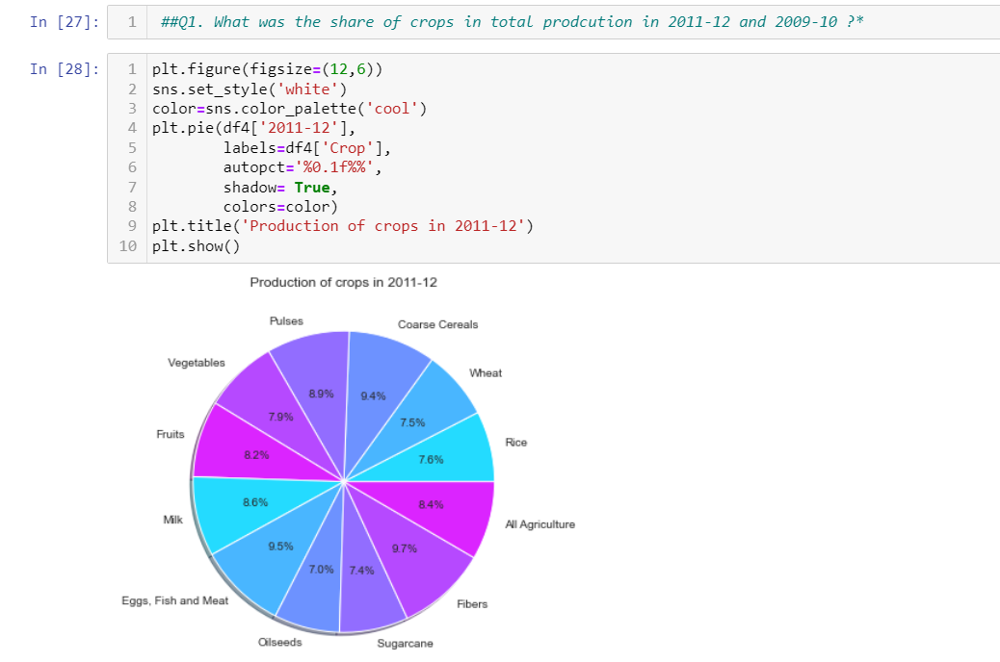 In [27]: 1 ##Q1. What was the share of crops in total prodcution in 2011-12 and 2009-10 ?*
In [28]: 1 plt.figure(figsize=(12,6))
2 sns.set_style('white')
3 color=sns.color_palette('cool')
4 plt.pie(df4['2011-12'],
5 labels=df4['Crop'],
6 autopct='%0.1f%%',
7 shadow= True,
8 colors=color)
9 plt.title('Production of crops in 2011-12')
10 plt.show()
Production of crops in 2011-12
Pulses
Coarse Cereals
Vegetables
Wheat
8.9%
9.4%
7.9%
7.5%
Fruits
Rice
8.2%
7.6%
8.6%
8.4%
Milk
All Agriculture
9.5%
9.7%
7.0%
7.4%
Eggs, Fish and Meat
Fibers
Oilseeds
Sugarcane